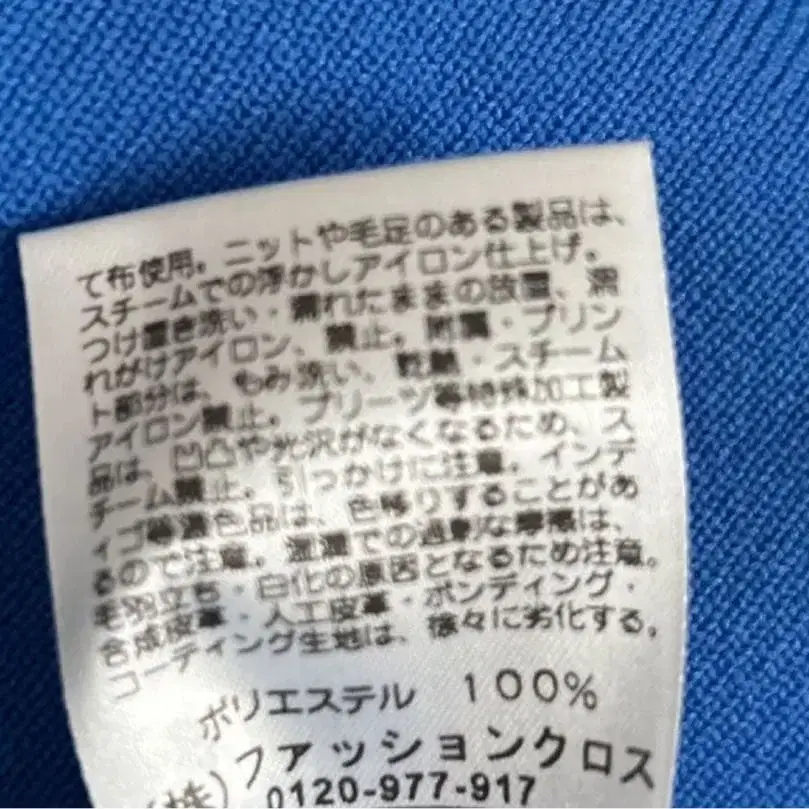 て布使用。ニットや毛足のある製品は、
スチームでの浮かしアイロン仕上げ。
つけ置き洗い・濡れたままの放置、濡
れがけアイロン、禁止。附属・プリン
ト部分は、もみ洗い、乾熱・スチーム
アイロン禁止。プリーツ等特殊加工製
品は、凹凸や光沢がなくなるため、ス
チーム禁止。引っかけに注意。インデ
ィゴ等濃色品は、色移りすることがあ
るので注意。湿潤での過剰な摩擦は、
毛羽立ち・白化の原因となるため注意。
合成皮革・人工皮革・ボンディング・
コーティング生地は、徐々に劣化する。
ポリエステル 100%
(株)ファッションクロス
0120-977-917